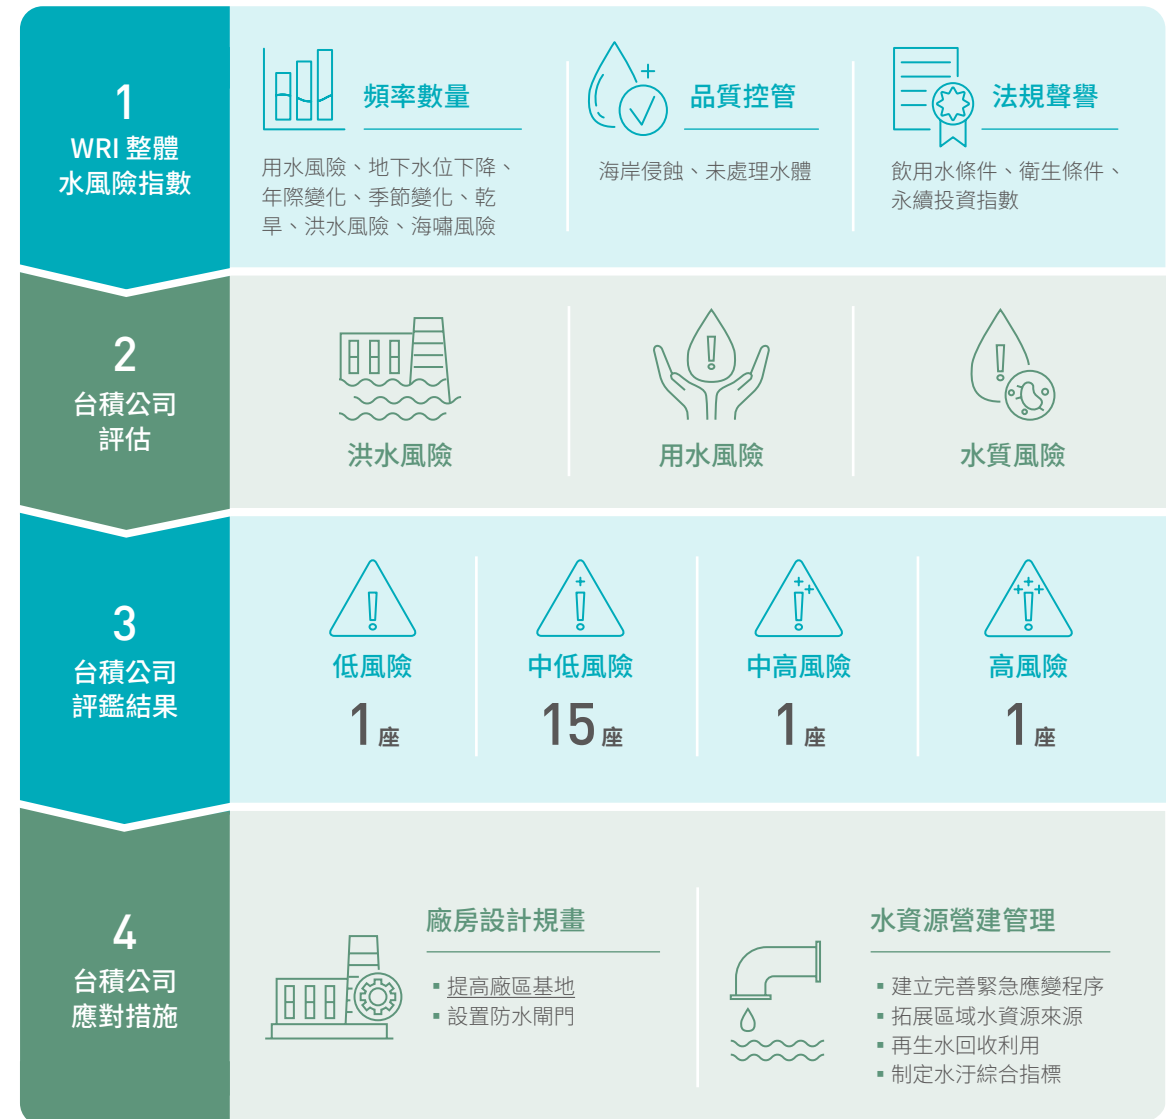 1
WRI 整體
水風險指數
頻率數量
用水風險、地下水位下降、
年際變化、季節變化、乾
旱、洪水風險、海嘯風險
品質控管
海岸侵蝕、未處理水體
法規聲譽
飲用水條件、衛生條件、
永續投資指數
2
台積公司
評估
洪水風險
用水風險
水質風險
3
台積公司
評鑑結果
低風險
1座
中低風險
15座
中高風險
1座
高風險
1座
4
台積公司
應對措施
廠房設計規畫
▪ 提高廠區基地
▪ 設置防水閘門
水資源營建管理
▪ 建立完善緊急應變程序
▪ 拓展區域水資源來源
▪ 再生水回收利用
▪ 制定水汙綜合指標